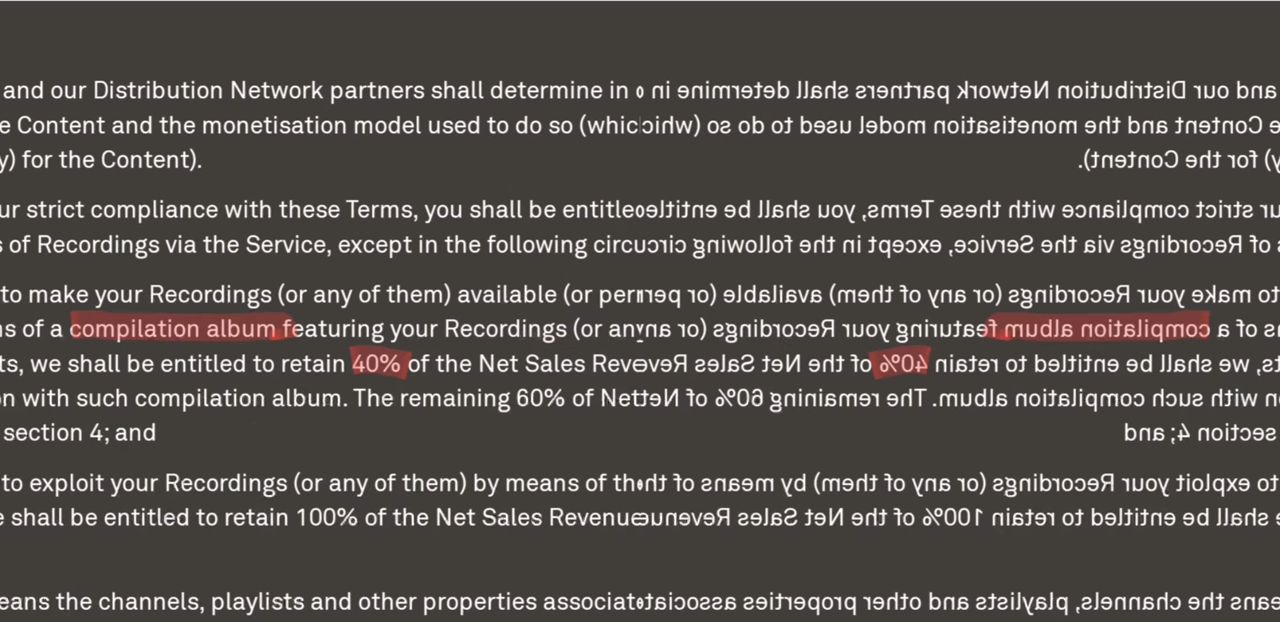 and our Distribution Network partners shall determine in
e Content and the monetisation model used to do so (whic
y) for the Content).
ur strict compliance with these Terms, you shall be entitle
s of Recordings via the Service, except in the following circu
to make your Recordings (or any of them) available (or per
ns of a compilation album featuring your Recordings (or any
ts, we shall be entitled to retain 40% of the Net Sales Reve
n with such compilation album. The remaining 60% of Net
section 4; and
to exploit your Recordings (or any of them) by means of th
e shall be entitled to retain 100% of the Net Sales Revenu
eans the channels, playlists and other properties associat